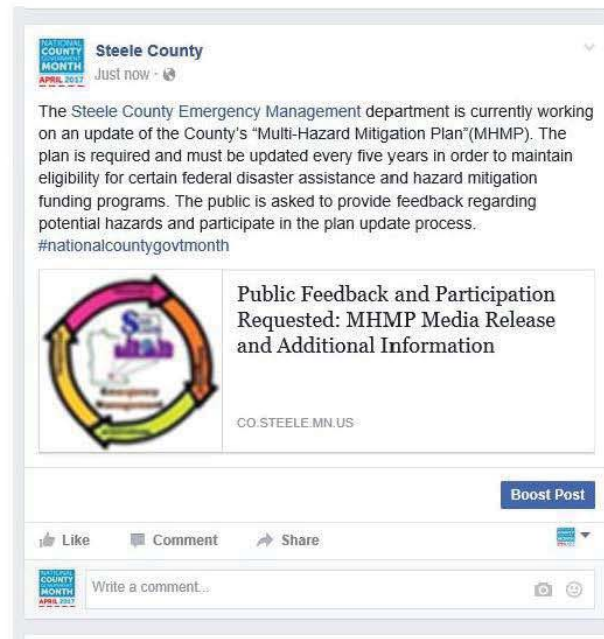 NATIONAL
COUNTY
GOVERNMENT
MONTH
APRIL 2017
Steele County
Just now ·
The Steele County Emergency Management department is currently working
on an update of the County's “Multi-Hazard Mitigation Plan”(MHMP). The
plan is required and must be updated every five years in order to maintain
eligibility for certain federal disaster assistance and hazard mitigation
funding programs. The public is asked to provide feedback regarding
potential hazards and participate in the plan update process.
#nationalcountygovtmonth
Emergency
Management
Public Feedback and Participation
Requested: MHMP Media Release
and Additional Information
CO.STEELE.MN.US
Boost Post
Like Comment Share
NATIONAL
COUNTY
GOVERNMENT
MONTH
APRIL 2017
Write a comment...